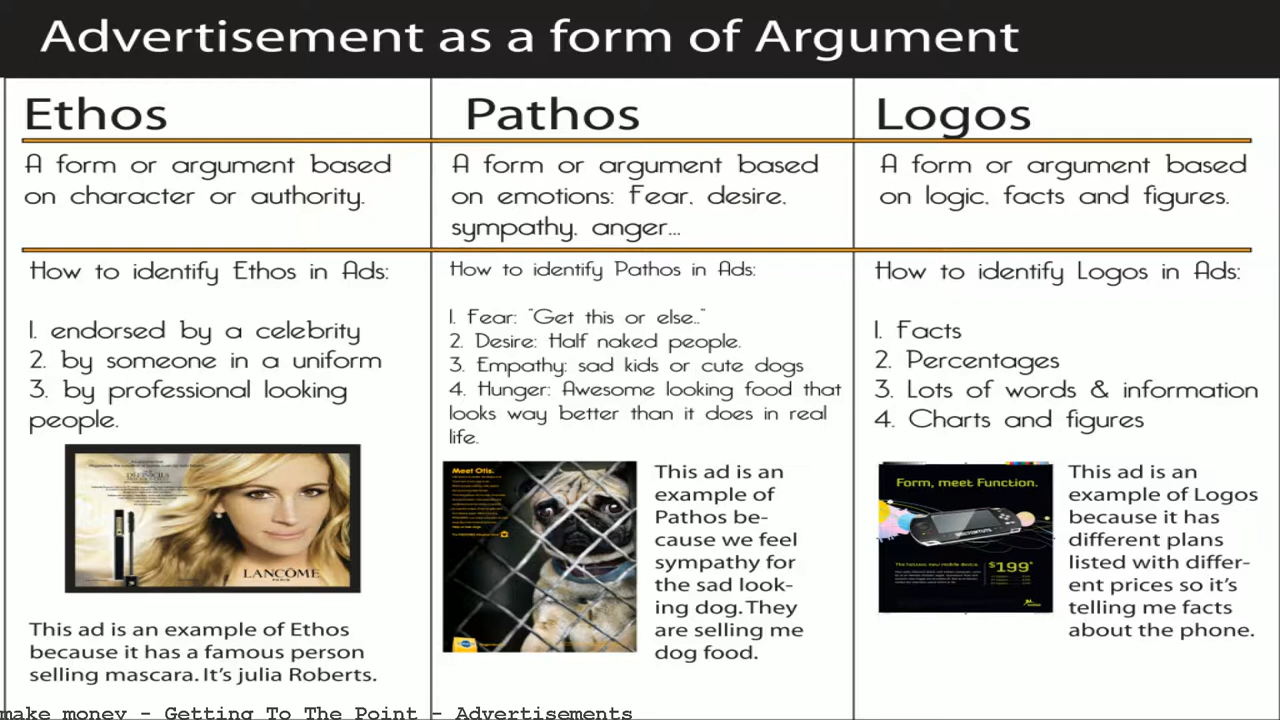 Advertisement as a form of Argument
Ethos
A form or argument based
on character or authority.
How to identify Ethos in Ads:
1. endorsed by a celebrity
2. by someone in a uniform
3. by professional looking
people.
DÉFINICILS
LANCÔME
This ad is an example of Ethos
because it has a famous person
selling mascara. It's julia Roberts.
Pathos
A form or argument based
on emotions: Fear, desire,
sympathy, anger...
How to identify Pathos in Ads:
1. Fear: "Get this or else.."
2. Desire: Half naked people.
3. Empathy: sad kids or cute dogs
4. Hunger: Awesome looking food that
looks way better than it does in real
life.
Meet Otis.
This ad is an
example of
Pathos be-
cause we feel
sympathy for
the sad look-
ing dog. They
are selling me
dog food.
Logos
A form or argument based
on logic, facts and figures.
How to identify Logos in Ads:
1. Facts
2. Percentages
3. Lots of words & information
4. Charts and figures
Form, meet Function.
The hottest new mobile device.
$199*
This ad is an
example of Logos
because it has
different plans
listed with differ-
ent prices so it's
telling me facts
about the phone.
make money - Getting To The Point - Advertisements